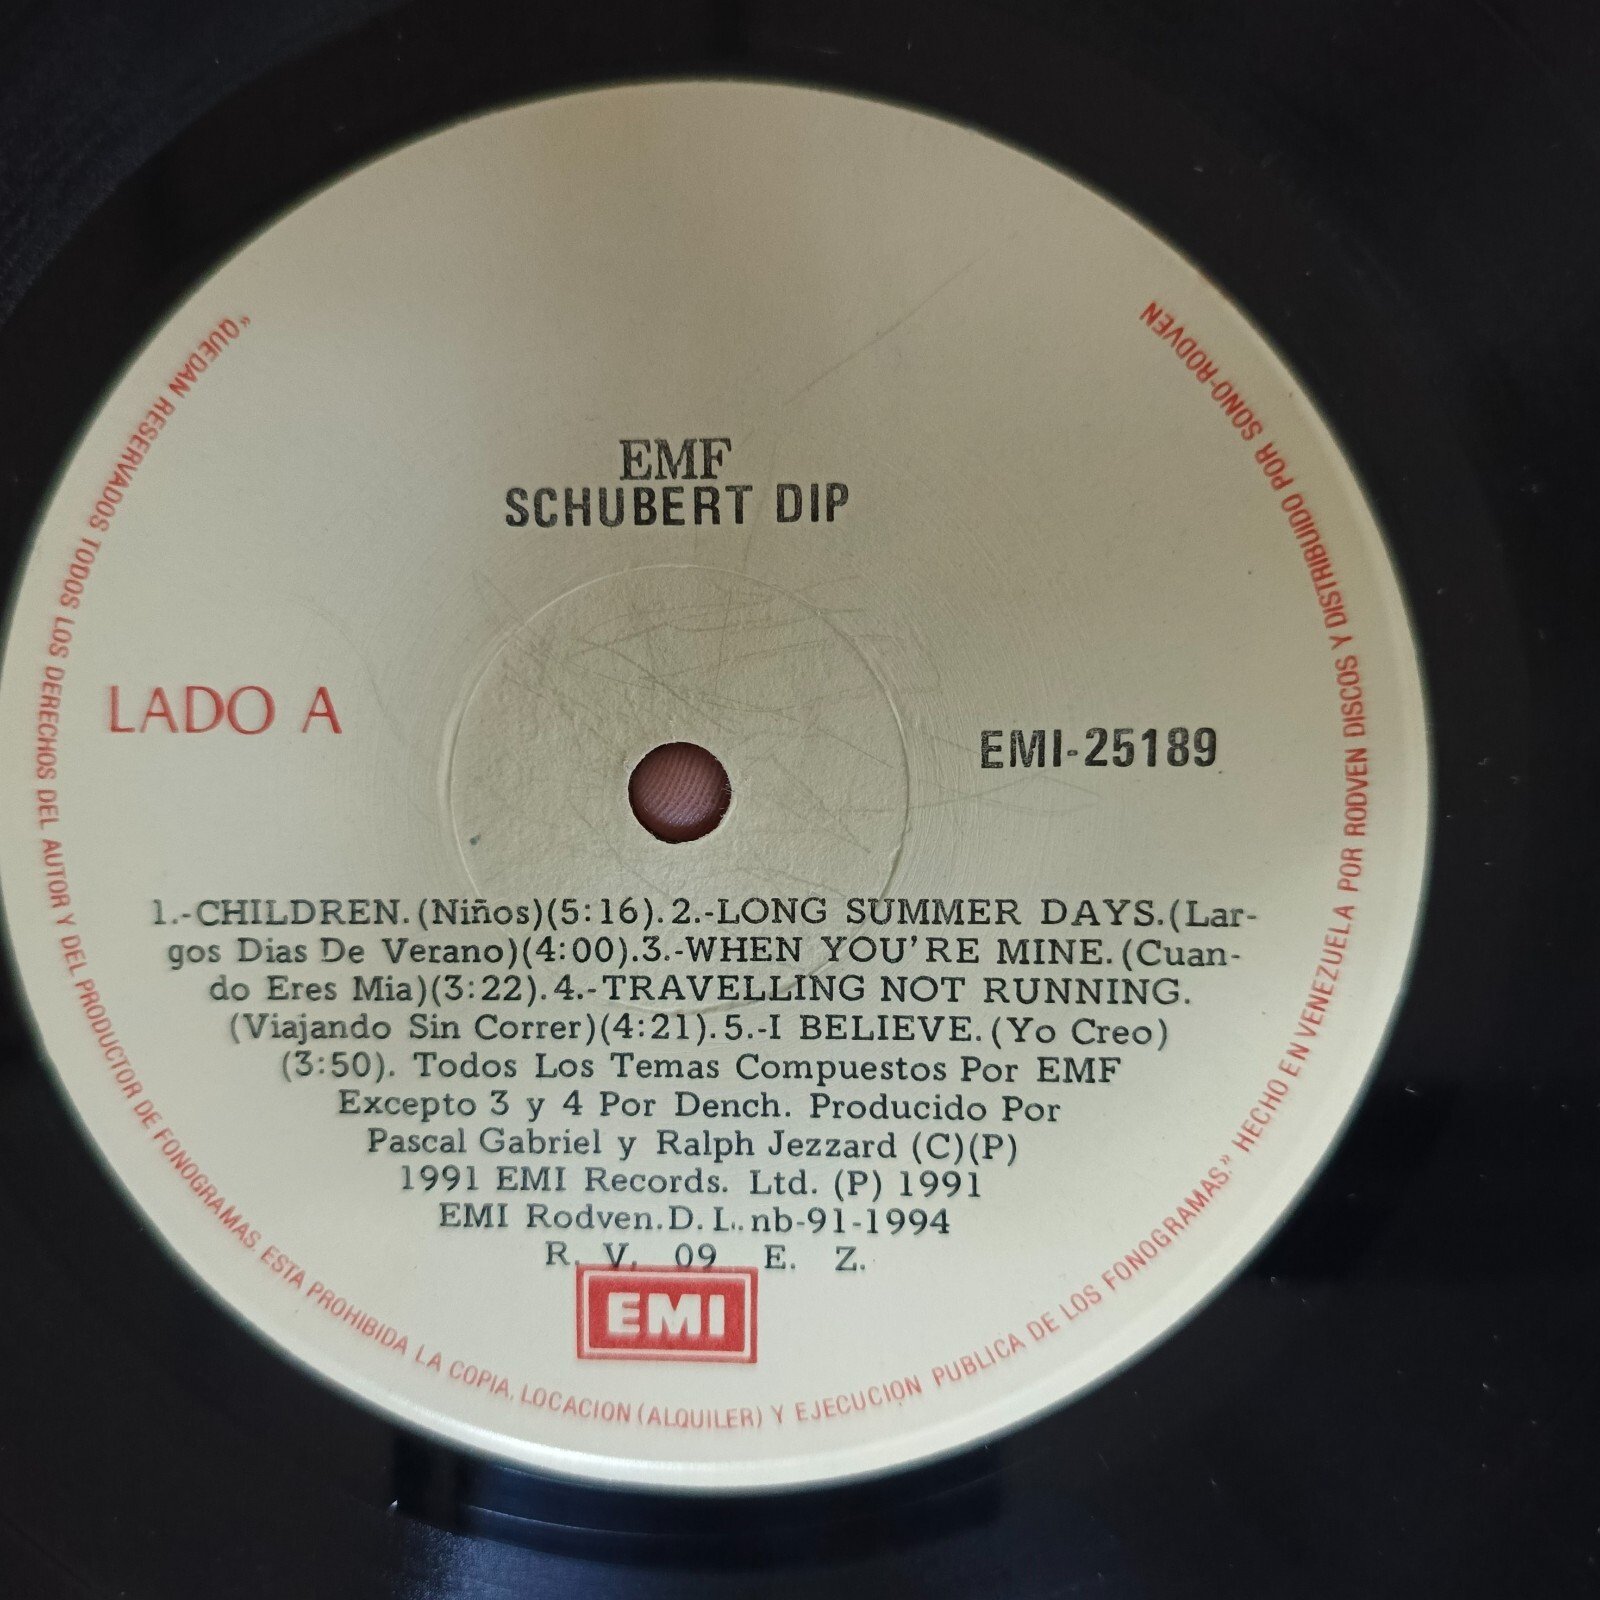 EMF
SCHUBERT DIP
LADO A
EMI-25189
1.-CHILDREN.(Niños)(5:16).2.-LONG SUMMER DAYS.(Lar-
gos Dias De Verano)(4:00).3.-WHEN YOU'RE MINE.(Cuan-
do Eres Mia)(3:22).4.-TRAVELLING NOT RUNNING.
(Viajando Sin Correr)(4:21).5.-I BELIEVE.(Yo Creo)
(3:50). Todos Los Temas Compuestos Por EMF
Excepto 3 y 4 Por Dench. Producido Por
Pascal Gabriel y Ralph Jezzard (C)(P)
1991 EMI Records. Ltd. (P) 1991
EMI Rodven.D.L.nb-91-1994
R. V. 09 E. Z.
EMI
"QUEDAN RESERVADOS TODOS LOS DERECHOS DEL AUTOR Y DEL PRODUCTOR DE FONOGRAMAS. ESTA PROHIBIDA LA COPIA, LOCACION (ALQUILER) Y EJECUCION PUBLICA DE LOS FONOGRAMAS." HECHO EN VENEZUELA POR RODVEN DISCOS Y DISTRIBUIDO POR SONO-RODVEN